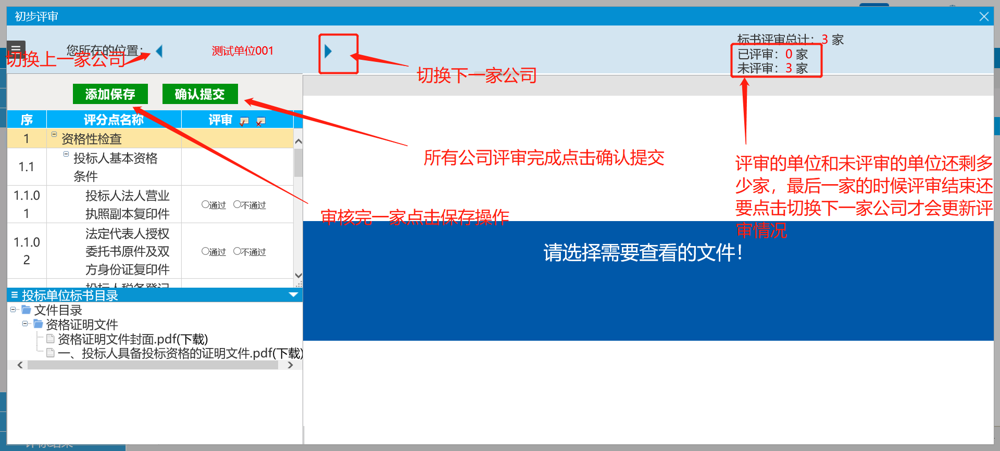 初步评审
您所在的位置：
测试单位001
标书评审总计：3 家
已评审：0 家
未评审：3 家
切换上一家公司
切换下一家公司
添加保存
确认提交
序
评分点名称
评审
1
资格性检查
1.1
投标人基本资格
条件
1.1.0
1
投标人法人营业
执照副本复印件
通过 不通过
1.1.0
2
法定代表人授权
委托书原件及双
方身份证复印件
通过 不通过
投标人税务登记
所有公司评审完成点击确认提交
审核完一家点击保存操作
评审的单位和未评审的单位还剩多
少家，最后一家的时候评审结束还
要点击切换下一家公司才会更新评
审情况
请选择需要查看的文件！
投标单位标书目录
文件目录
资格证明文件
资格证明文件封面.pdf(下载)
一、投标人具备投标资格的证明文件.pdf(下载)